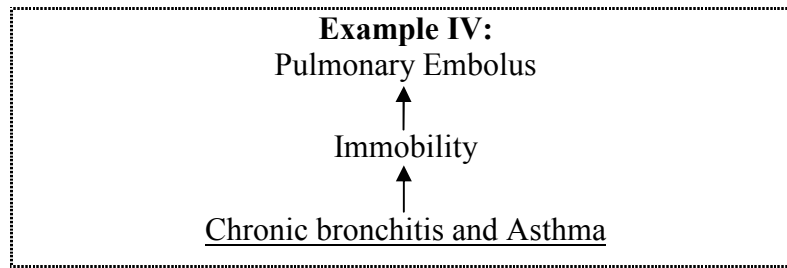 Example IV:
Pulmonary Embolus
Immobility
Chronic bronchitis and Asthma